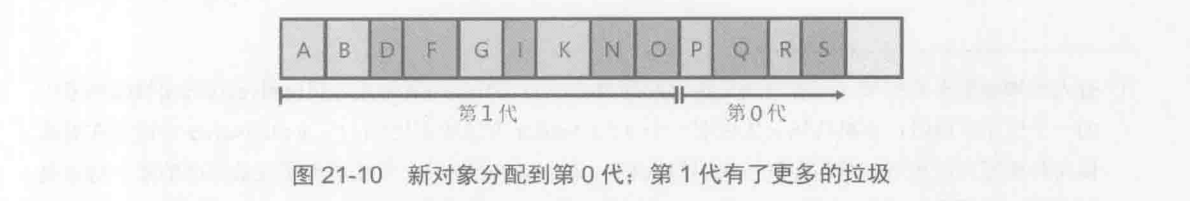 A B D F G I K N O P Q R S
第1代 第0代
图 21-10 新对象分配到第 0 代；第 1 代有了更多的垃圾